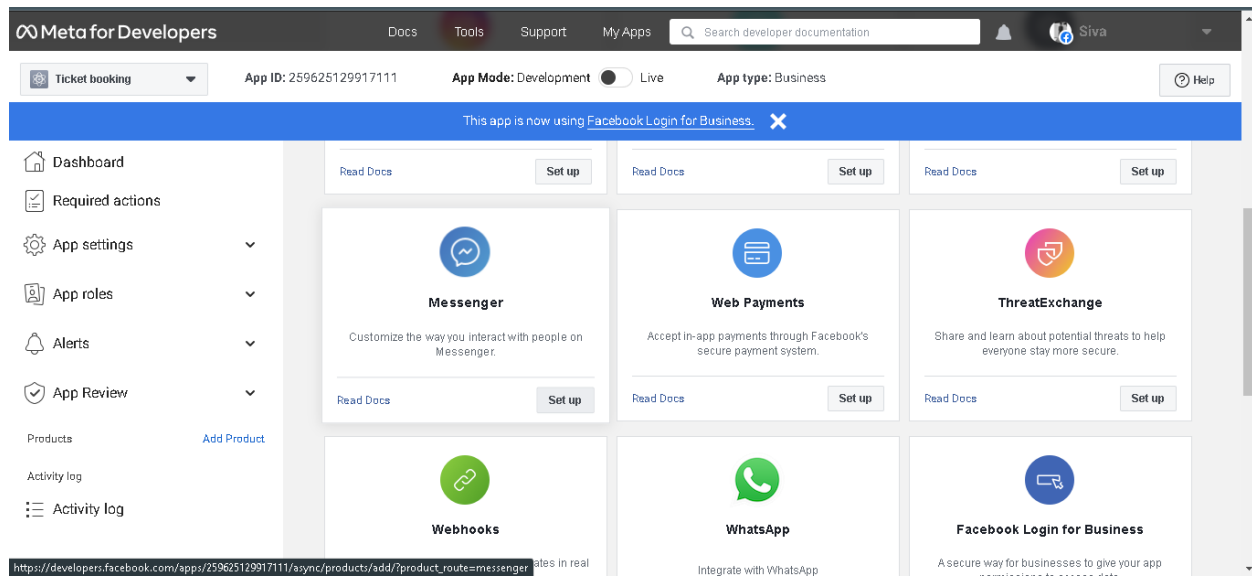 Meta for Developers
Docs Tools Support My Apps Search developer documentation Siva
Ticket booking App ID: 259625129917111 App Mode: Development Live App type: Business Help
This app is now using Facebook Login for Business.
Dashboard
Required actions
App settings
App roles
Alerts
App Review
Products Add Product
Activity log
Activity log
Read Docs Set up
Read Docs Set up
Read Docs Set up
Messenger
Customize the way you interact with people on
Messenger.
Read Docs Set up
Web Payments
Accept in-app payments through Facebook's
secure payment system.
Read Docs Set up
ThreatExchange
Share and learn about potential threats to help
everyone stay more secure.
Read Docs Set up
Webhooks
ates in real
WhatsApp
Integrate with WhatsApp
Facebook Login for Business
A secure way for businesses to give your app
permissions to access data
https://developers.facebook.com/apps/259625129917111/async/products/add/?product_route=messenger